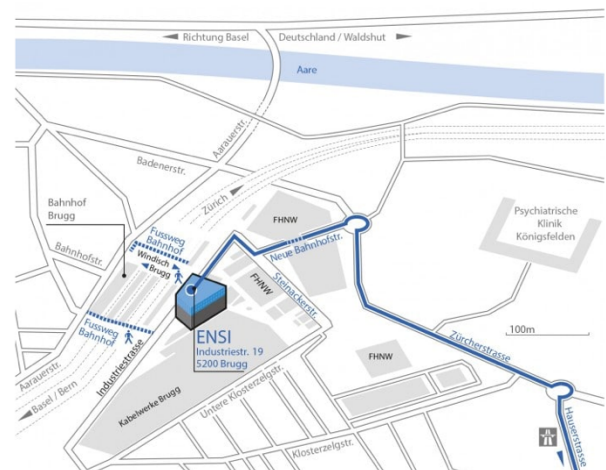 Richtung Basel
Deutschland / Waldshut
Aare
Aarauerstr.
Badenerstr.
Zürich
Bahnhof
Brugg
Bahnhofstr.
Fussweg
Bahnhof
Windisch
Brugg
FHNW
Neue Bahnhofstr.
Psychiatrische
Klinik
Königsfelden
FHNW
Steinackerstr.
Fussweg
Bahnhof
ENSI
Industriestr. 19
5200 Brugg
100m
Zürcherstrasse
Aarauerstr.
Basel / Bern
Industriestrasse
Kabelwerke Brugg
Untere Klosterzelgstr.
FHNW
Klosterzelgstr.
Hauserstrasse